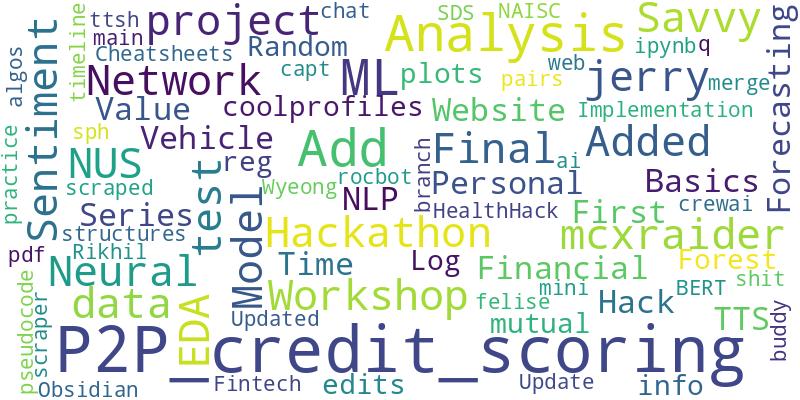 ttsh
project
chat
SDS
NAISC
Savvy
main
Cheatsheets
Random
Analysis
ipynb
q
timeline
algos
Sentiment
Network
capt
ML
plots
pairs
web
jerry
merge
Forecasting
Value
coolprofiles
Website
Implementation
sph
Vehicle
Add
Final
ai
Added
practice
NUS
reg
test
rocbot
branch
Personal
Basics
scraped
Wyeong
NLP
HealthHack
First
crewai
Series
structures
Model
Hackathon
mcxraider
pdf
Rikhil
Neural
Time
Log
Financial
Forest
mini
BERT
shit
pseudocode
scraper
data
EDA
Workshop
felise
Hack
TTS
buddy
Updated
mutual
P2P_credit_scoring
Obsidian
Fintech
edits
Update
info